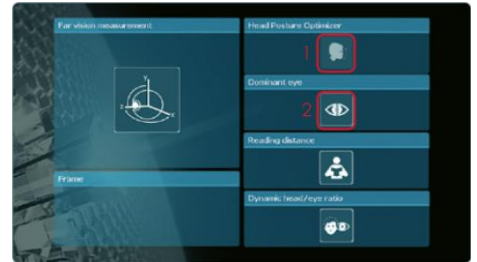 Far vision measurement
Y
Z
X
Frame
Head Posture Optimizer
1
Dominant eye
2
Reading distance
Dynamic head/eye ratio